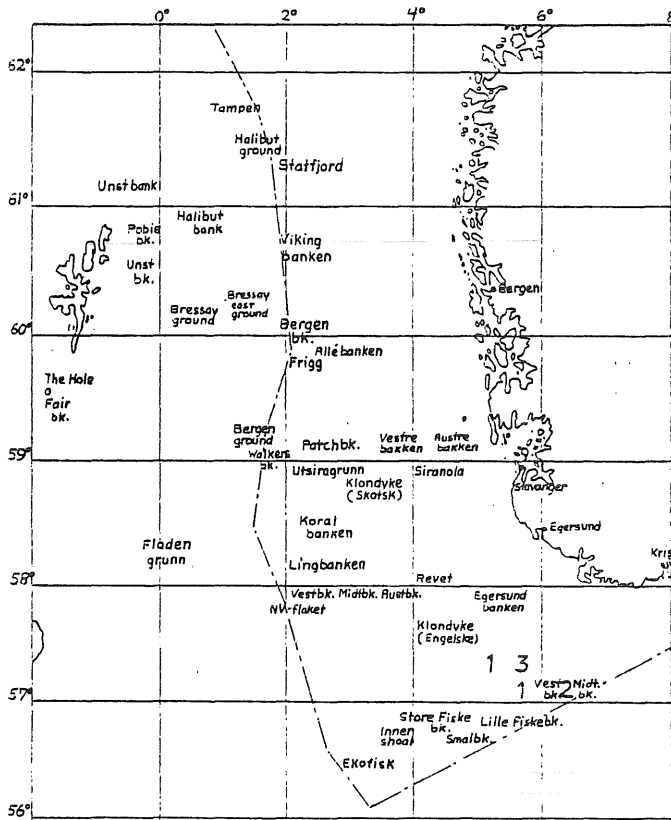 0° 2° 4° 6° 8
62°
Tampen
Halibut
ground
Statfjord
Unstbank
61°
Halibut
bank
Pobie
bk.
Viking
banken
Unst
bk.
Bergen
Bressay
east
ground
Bressay
ground
Bergen
bk.
60°
Allébanken
Frigg
The Hole
Fair
bk.
Bergen
ground
Patchbk.
Vestre
bakken
Austre
bakken
Walkers
bk.
59°
Utsiragrunn
Siranola
Klondyke
(Skotsk)
Stavanger
Koral
banken
Egersund
Fladen
grunn
Lingbanken
Kris
58°
Revet
Vestbk. Midtbk. Austbk.
Egersund
banken
NV-flaket
Klondyke
(Engelske)
1 3
1 2
Vest Midt.
bk. bk.
57°
Store Fiske
bk.
Lille Fiskebk.
Inner
shoal
Smalbk.
Ekofisk
56°